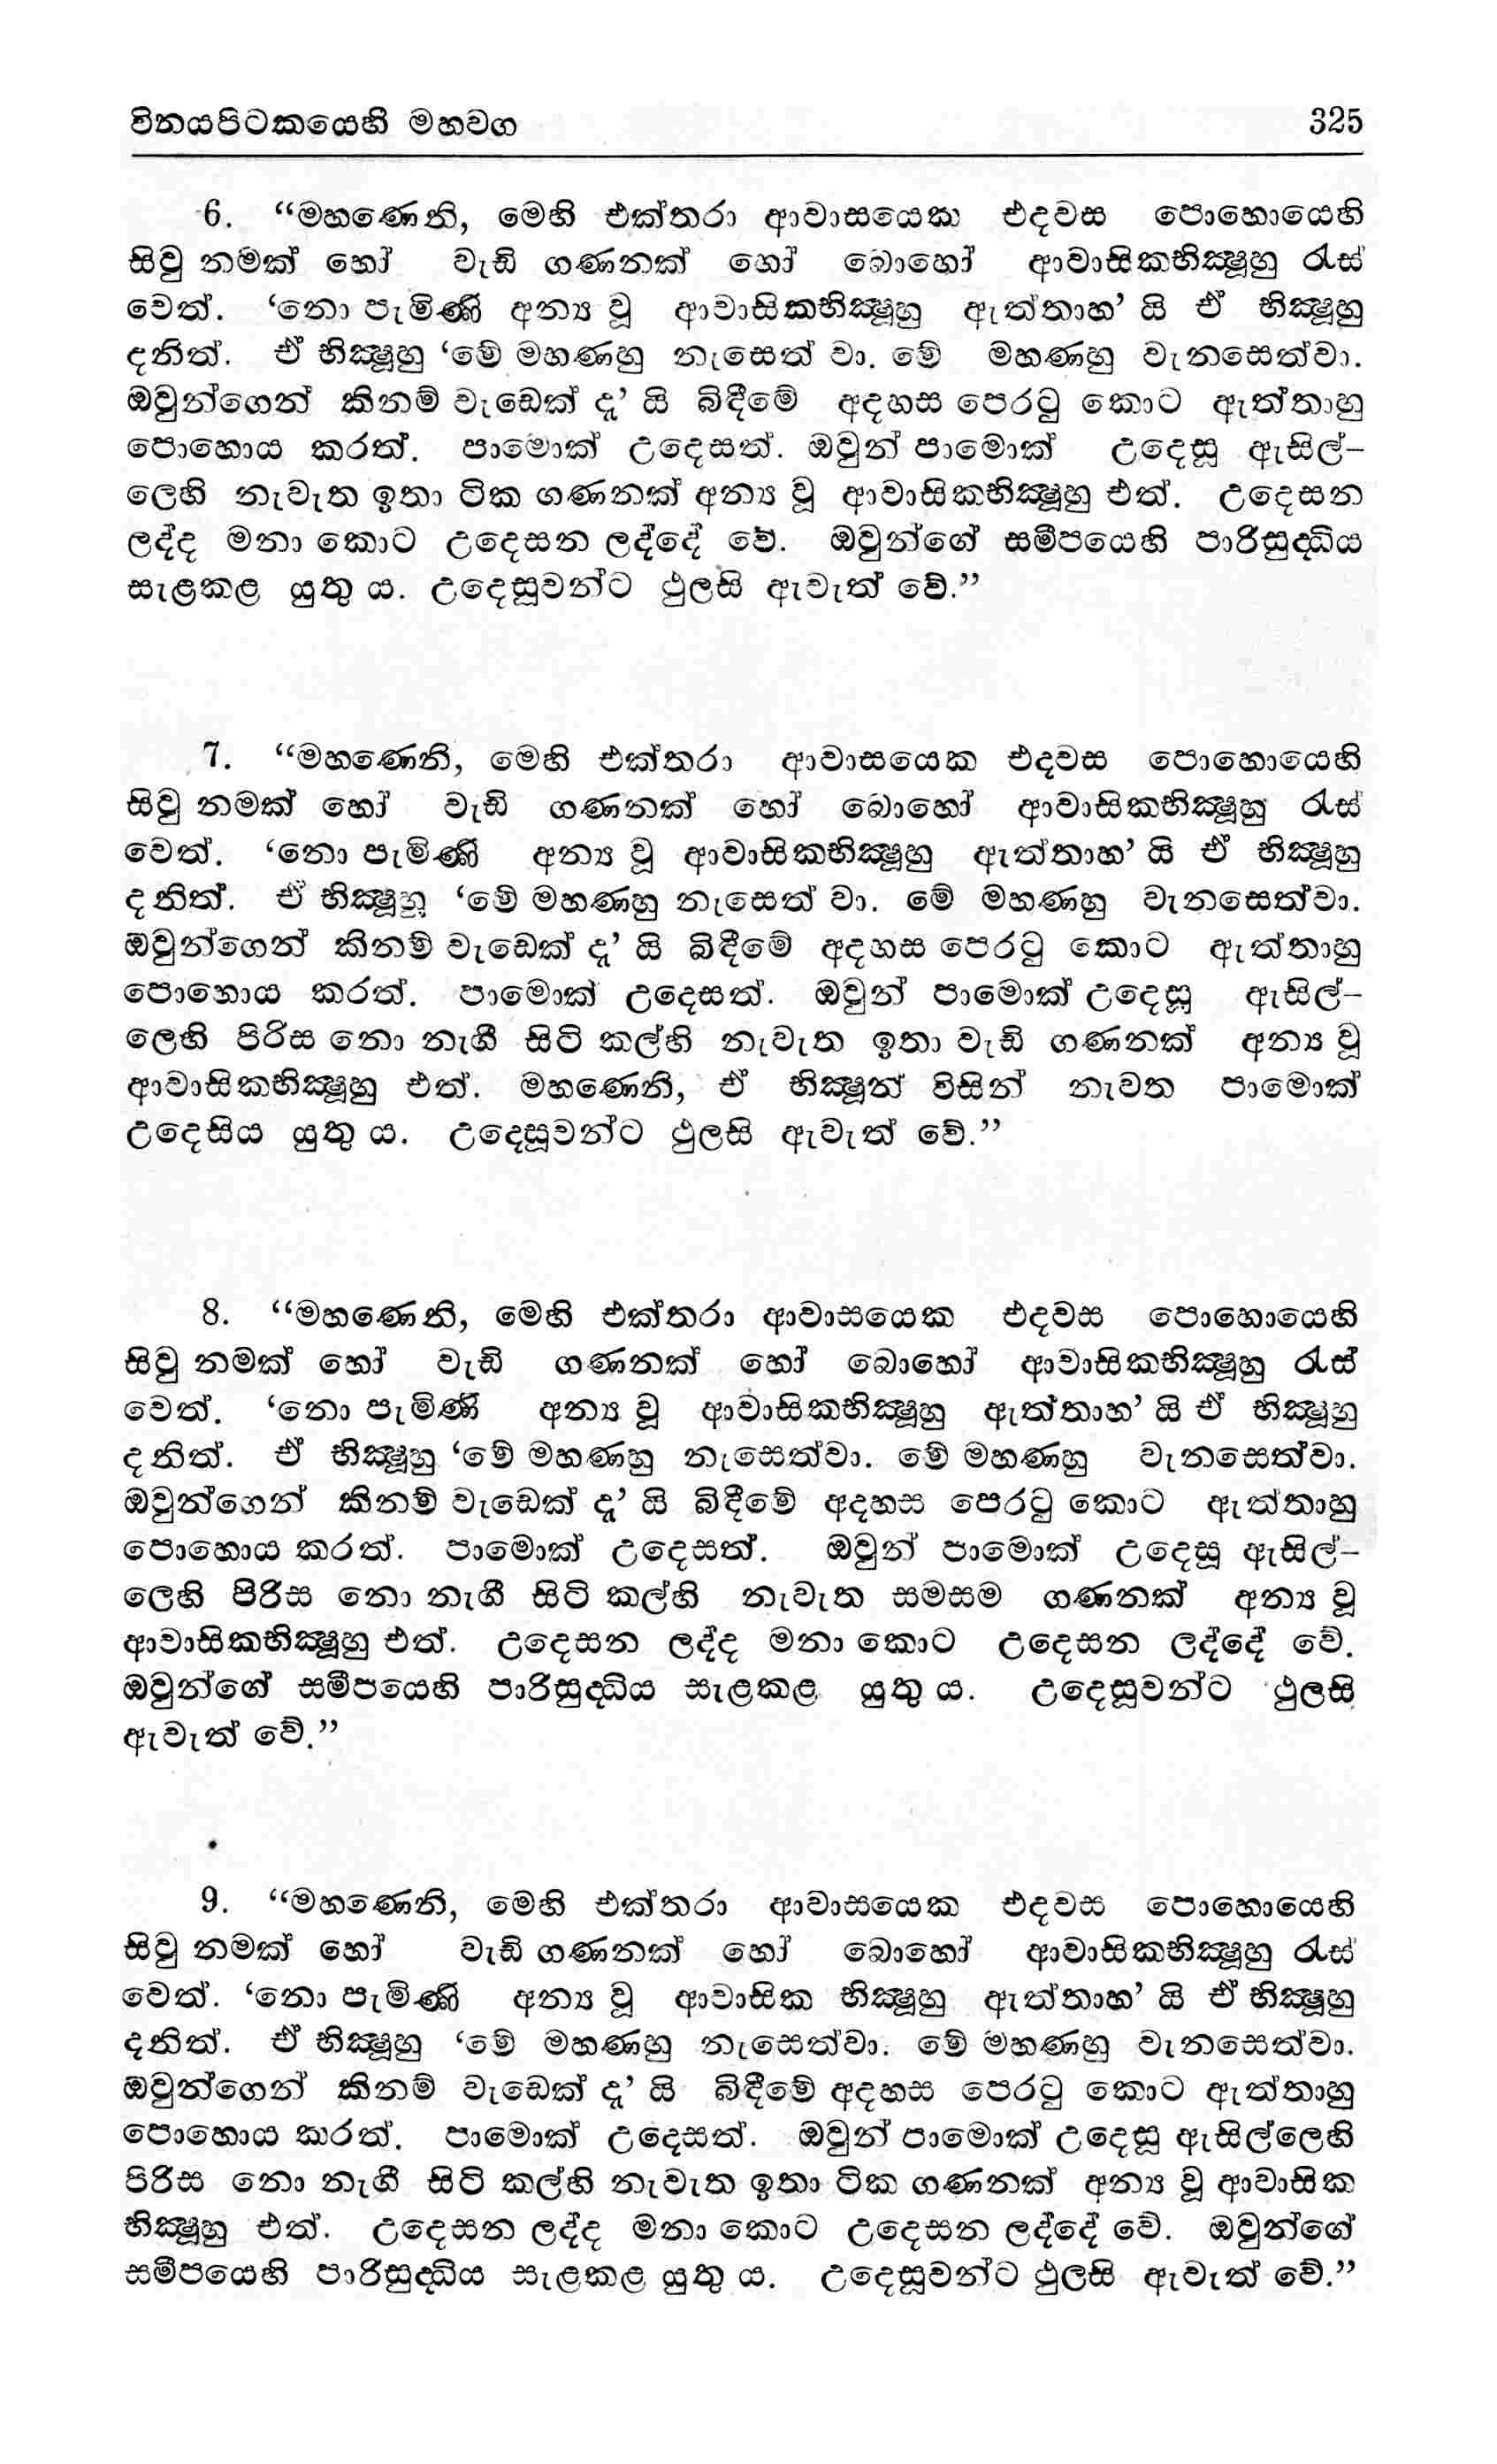 විනයපිටකයෙහි මහවග 325
6. “මහණෙනි, මෙහි එක්තරා ආවාසයෙක එදවස පොහොයෙහි
සිවු නමක් හෝ වැඩි ගණනක් හෝ බොහෝ ආවාසිකභික්‍ෂූහු රැස්
වෙත්. ‘නො පැමිණි අන්‍ය වූ ආවාසිකභික්‍ෂූහු ඇත්තාහ’ යි ඒ භික්‍ෂූහු
දනිත්. ඒ භික්‍ෂූහු ‘මේ මහණහු නැසෙත් වා. මේ මහණහු වැනසෙත්වා.
ඔවුන්ගෙන් කිනම් වැඩෙක් දැ’ යි බිඳීමේ අදහස පෙරටු කොට ඇත්තාහු
පොහොය කරත්. පාමොක් උදෙසත්. ඔවුන් පාමොක් උදෙසූ ඇසිල්-
ලෙහි නැවැත ඉතා ටික ගණනක් අන්‍ය වූ ආවාසිකභික්‍ෂූහු එත්. උදෙසන
ලද්ද මනා කොට උදෙසන ලද්දේ වේ. ඔවුන්ගේ සමීපයෙහි පාරිසුද්‍ධිය
සැළකළ යුතු ය. උදෙසූවන්ට ථුලසි ඇවැත් වේ.”
7. “මහණෙනි, මෙහි එක්තරා ආවාසයෙක එදවස පොහොයෙහි
සිවු නමක් හෝ වැඩි ගණනක් හෝ බොහෝ ආවාසිකභික්‍ෂූහු රැස්
වෙත්. ‘නො පැමිණි අන්‍ය වූ ආවාසිකභික්‍ෂූහු ඇත්තාහ’ යි ඒ භික්‍ෂූහු
දනිත්. ඒ භික්‍ෂූහු ‘මේ මහණහු නැසෙත් වා. මේ මහණහු වැනසෙත්වා.
ඔවුන්ගෙන් කිනම් වැඩෙක් දැ’ යි බිඳීමේ අදහස පෙරටු කොට ඇත්තාහු
පොහොය කරත්. පාමොක් උදෙසත්. ඔවුන් පාමොක් උදෙසූ ඇසිල්-
ලෙහි පිරිස නො නැගී සිටි කල්හි නැවැත ඉතා වැඩි ගණනක් අන්‍ය වූ
ආවාසිකභික්‍ෂූහු එත්. මහණෙනි, ඒ භික්‍ෂූන් විසින් නැවත පාමොක්
උදෙසිය යුතු ය. උදෙසූවන්ට ථුලසි ඇවැත් වේ.”
8. “මහණෙනි, මෙහි එක්තරා ආවාසයෙක එදවස පොහොයෙහි
සිවු නමක් හෝ වැඩි ගණනක් හෝ බොහෝ ආවාසිකභික්‍ෂූහු රැස්
වෙත්. ‘නො පැමිණි අන්‍ය වූ ආවාසිකභික්‍ෂූහු ඇත්තාහ’ යි ඒ භික්‍ෂූහු
දනිත්. ඒ භික්‍ෂූහු ‘මේ මහණහු නැසෙත්වා. මේ මහණහු වැනසෙත්වා.
ඔවුන්ගෙන් කිනම් වැඩෙක් දැ’ යි බිදීමේ අදහස පෙරටු කොට ඇත්තාහු
පොහොය කරත්. පාමොක් උදෙසත්. ඔවුන් පාමොක් උදෙසූ ඇසිල්-
ලෙහි පිරිස නො නැගී සිටි කල්හි නැවැත සමසම ගණනක් අන්‍ය වූ
ආවාසිකභික්‍ෂූහු එත්. උදෙසන ලද්ද මනා කොට උදෙසන ලද්දේ වේ.
ඔවුන්ගේ සමීපයෙහි පාරිසුද්‍ධිය සැළකළ යුතු ය. උදෙසූවන්ට ථුලසි
ඇවැත් වේ.”
9. “මහණෙනි, මෙහි එක්තරා ආවාසයෙක එදවස පොහොයෙහි
සිවු නමක් හෝ වැඩි ගණනක් හෝ බොහෝ ආවාසිකභික්‍ෂූහු රැස්
වෙත්. ‘නො පැමිණි අන්‍ය වූ ආවාසික භික්‍ෂූහු ඇත්තාහ’ යි ඒ භික්‍ෂූහු
දනිත්. ඒ භික්‍ෂූහු ‘මේ මහණහු නැසෙත්වා. මේ මහණහු වැනසෙත්වා.
ඔවුන්ගෙන් කිනම් වැඩෙක් දැ’ යි බිඳීමේ අදහස පෙරටු කොට ඇත්තාහු
පොහොය කරත්. පාමොක් උදෙසත්. ඔවුන් පාමොක් උදෙසූ ඇසිල්ලෙහි
පිරිස නො නැගී සිටි කල්හි නැවැත ඉතා ටික ගණනක් අන්‍ය වූ ආවාසික
භික්‍ෂූහු එත්. උදෙසන ලද්ද මනා කොට උදෙසන ලද්දේ වේ. ඔවුන්ගේ
සමීපයෙහි පාරිසුද්‍ධිය සැළකළ යුතු ය. උදෙසූවන්ට ථුලසි ඇවැත් වේ.”